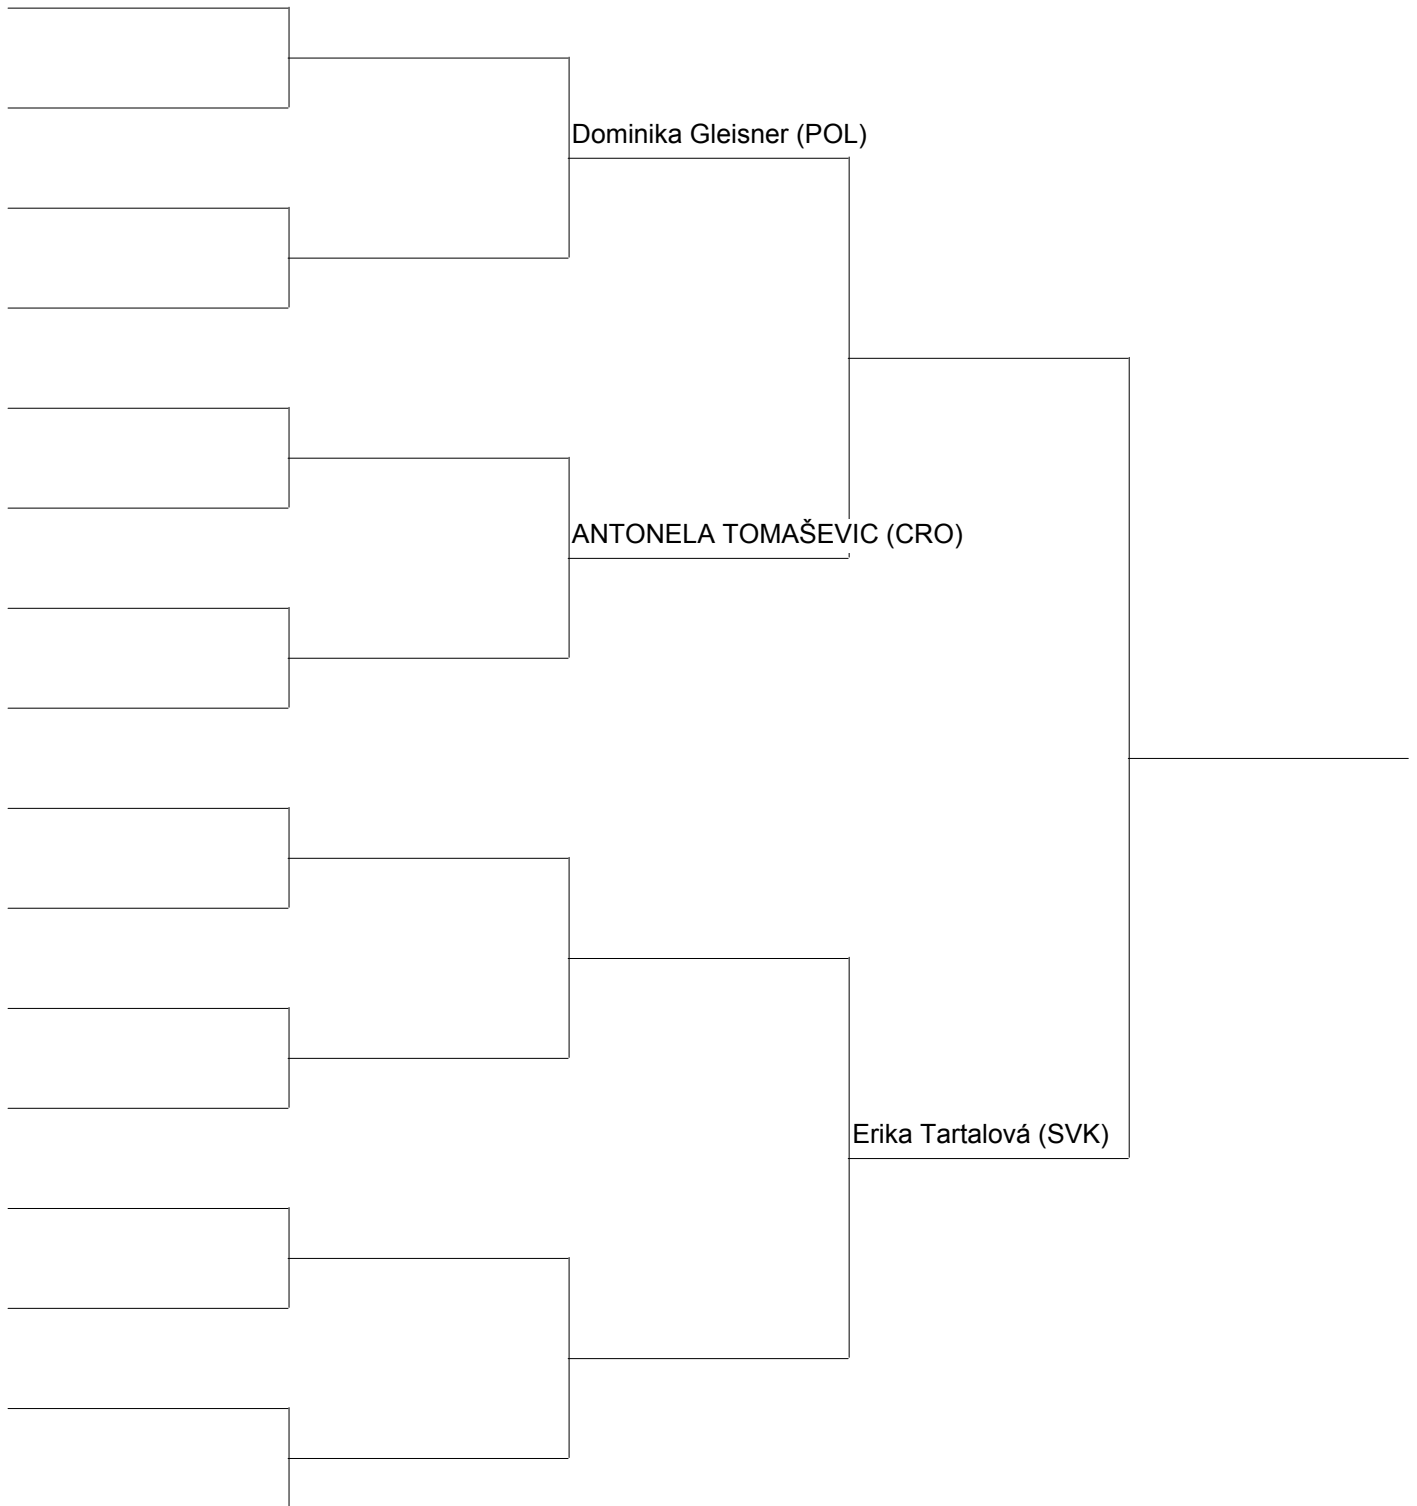 Dominika Gleisner (POL)
ANTONELA TOMAŠEVIC (CRO)
Erika Tartalová (SVK)